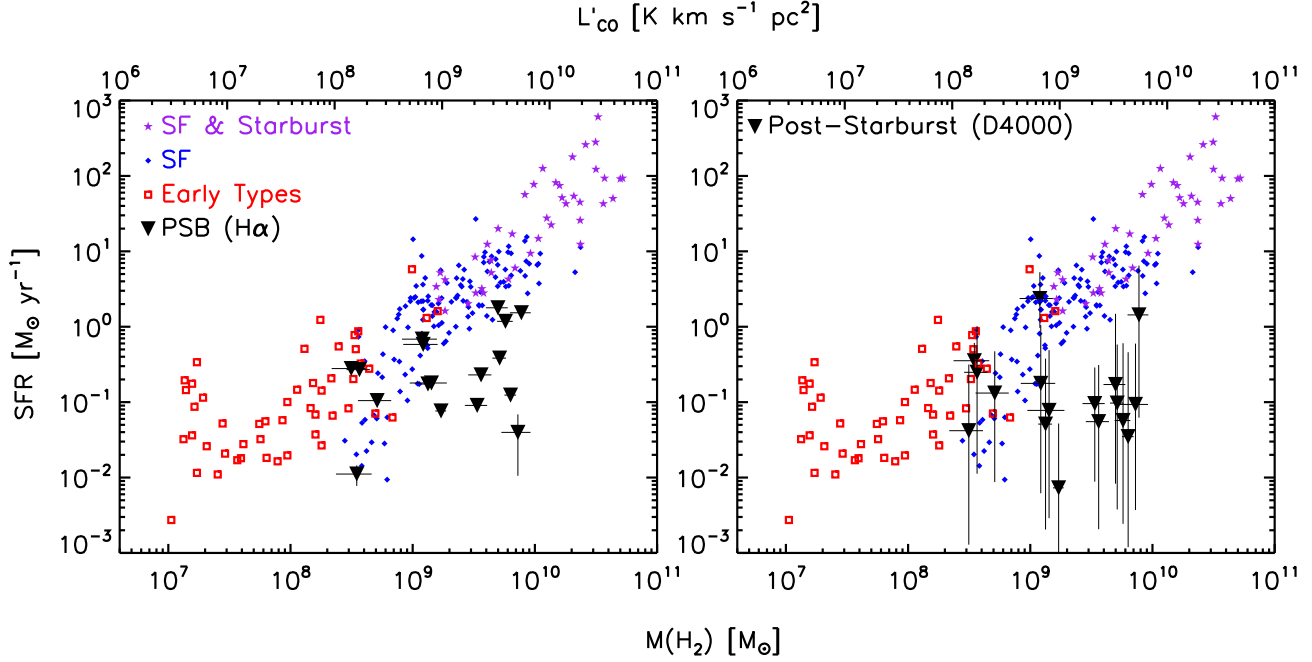 L'CO [K km s⁻¹ pc²]
10⁶ 10⁷ 10⁸ 10⁹ 10¹⁰ 10¹¹
10⁶ 10⁷ 10⁸ 10⁹ 10¹⁰ 10¹¹
SF & Starburst
SF
Early Types
PSB (Hα)
Post-Starburst (D4000)
SFR [M⊙ yr⁻¹]
10³
10²
10¹
10⁰
10⁻¹
10⁻²
10⁻³
10³
10²
10¹
10⁰
10⁻¹
10⁻²
10⁻³
10⁷ 10⁸ 10⁹ 10¹⁰ 10¹¹
10⁷ 10⁸ 10⁹ 10¹⁰ 10¹¹
M(H₂) [M⊙]